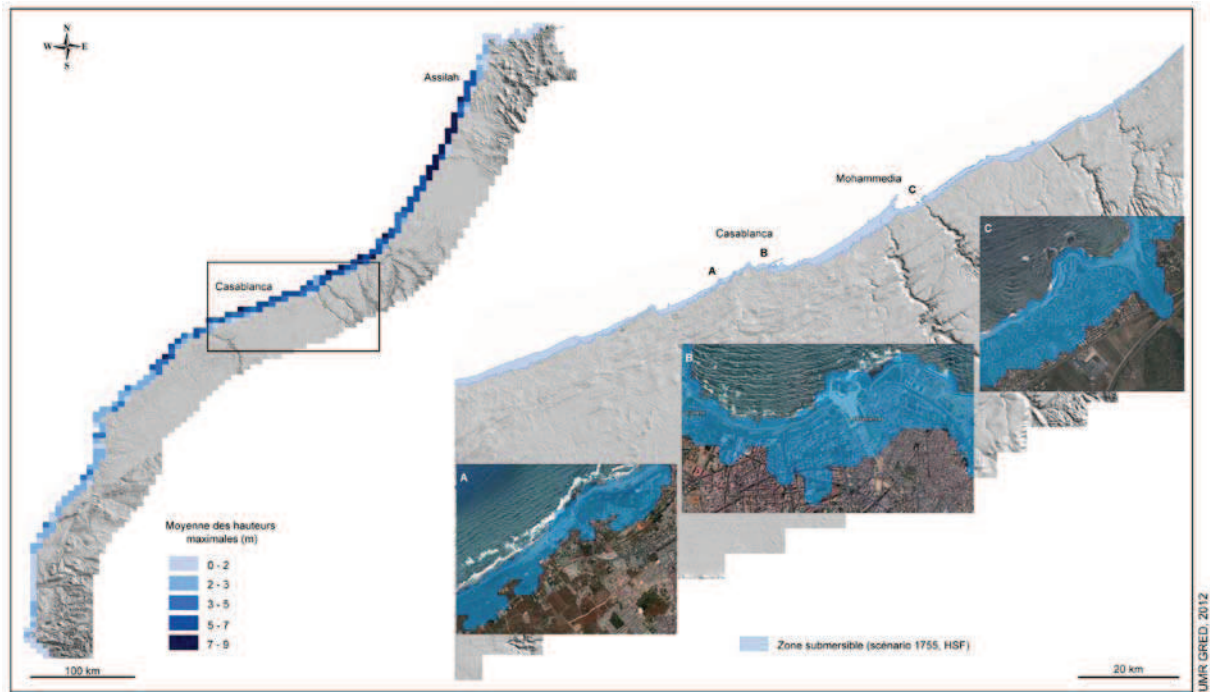 N
W E
S
Assilah
Casablanca
Moyenne des hauteurs
maximales (m)
0 - 2
2 - 3
3 - 5
5 - 7
7 - 9
100 km
Mohammedia
C
Casablanca
B
A
C
B
A
Zone submersible (scénario 1755, HSF)
20 km
UMR GRED, 2012